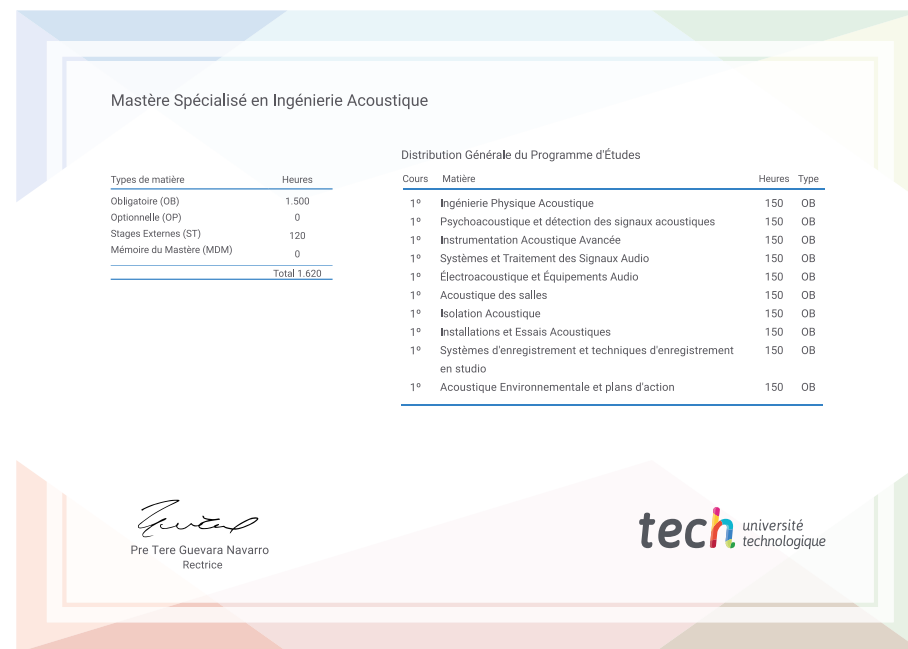 Mastère Spécialisé en Ingénierie Acoustique
Types de matière Heures
Obligatoire (OB) 1.500
Optionnelle (OP) 0
Stages Externes (ST) 120
Mémoire du Mastère (MDM) 0
Total 1.620
Distribution Générale du Programme d'Études
Cours Matière Heures Type
1º Ingénierie Physique Acoustique 150 OB
1º Psychoacoustique et détection des signaux acoustiques 150 OB
1º Instrumentation Acoustique Avancée 150 OB
1º Systèmes et Traitement des Signaux Audio 150 OB
1º Électroacoustique et Équipements Audio 150 OB
1º Acoustique des salles 150 OB
1º Isolation Acoustique 150 OB
1º Installations et Essais Acoustiques 150 OB
1º Systèmes d'enregistrement et techniques d'enregistrement 150 OB
en studio
1º Acoustique Environnementale et plans d'action 150 OB
Pre Tere Guevara Navarro
Rectrice
tech université
technologique